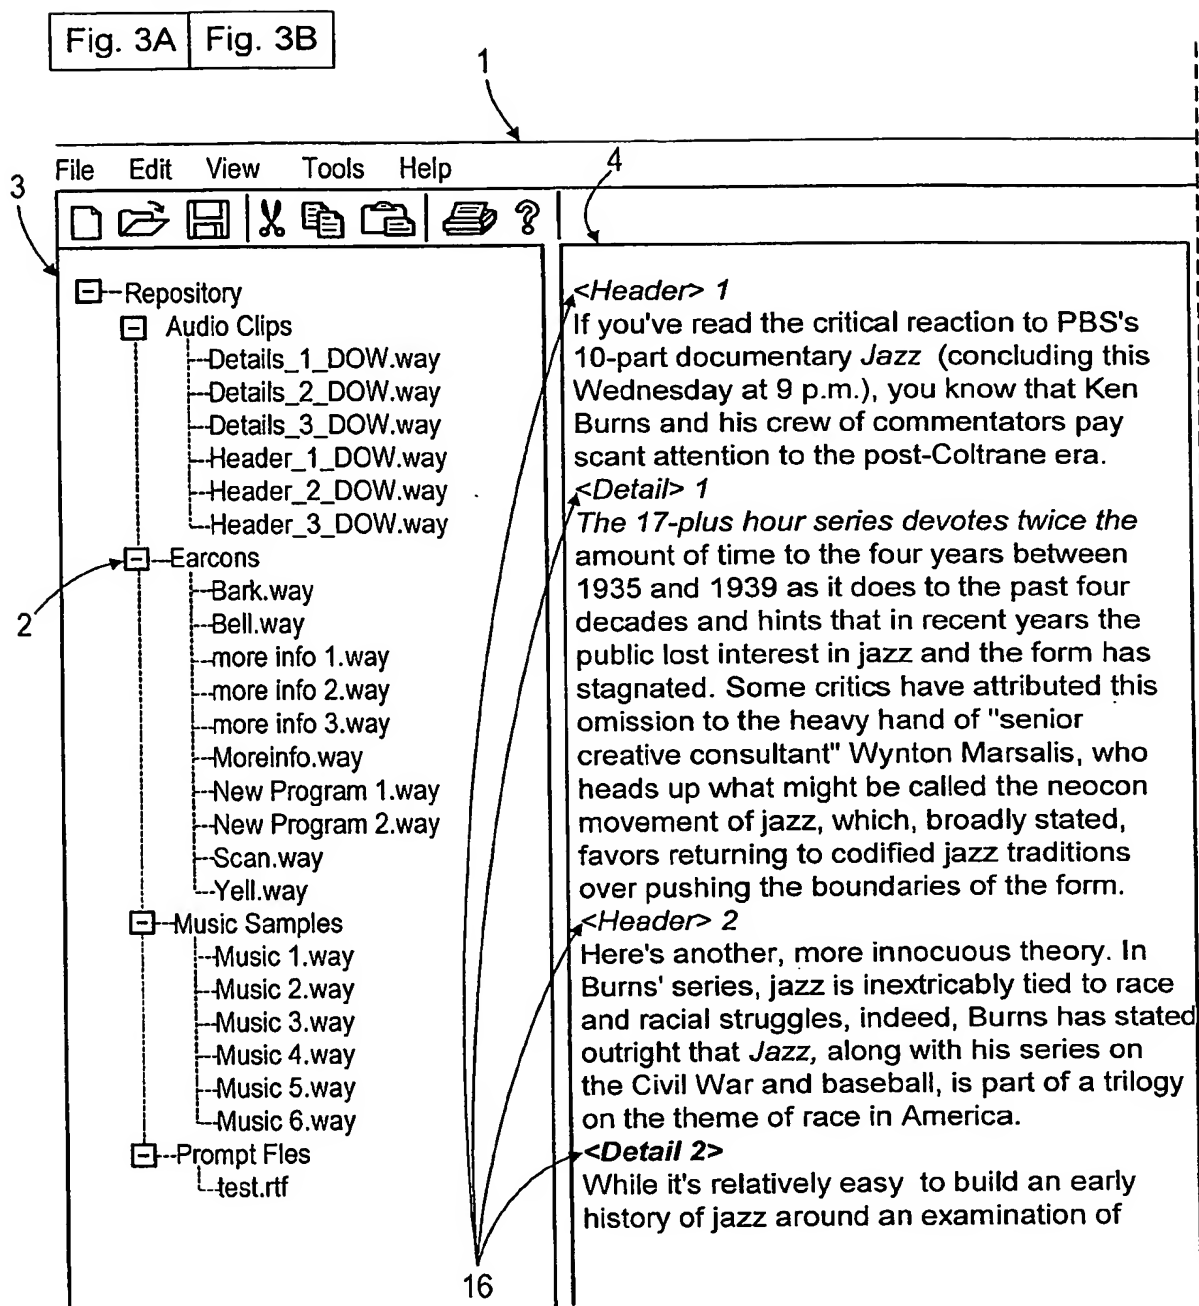 Fig. 3A Fig. 3B
1
File Edit View Tools Help
4
3
?
Repository
Audio Clips
Details_1_DOW.way
Details_2_DOW.way
Details_3_DOW.way
Header_1_DOW.way
Header_2_DOW.way
Header_3_DOW.way
Earcons
2
Bark.way
Bell.way
more info 1.way
more info 2.way
more info 3.way
Moreinfo.way
New Program 1.way
New Program 2.way
Scan.way
Yell.way
Music Samples
Music 1.way
Music 2.way
Music 3.way
Music 4.way
Music 5.way
Music 6.way
Prompt Fles
test.rtf
<Header> 1
If you've read the critical reaction to PBS's
10-part documentary Jazz (concluding this
Wednesday at 9 p.m.), you know that Ken
Burns and his crew of commentators pay
scant attention to the post-Coltrane era.
<Detail> 1
The 17-plus hour series devotes twice the
amount of time to the four years between
1935 and 1939 as it does to the past four
decades and hints that in recent years the
public lost interest in jazz and the form has
stagnated. Some critics have attributed this
omission to the heavy hand of "senior
creative consultant" Wynton Marsalis, who
heads up what might be called the neocon
movement of jazz, which, broadly stated,
favors returning to codified jazz traditions
over pushing the boundaries of the form.
<Header> 2
Here's another, more innocuous theory. In
Burns' series, jazz is inextricably tied to race
and racial struggles, indeed, Burns has stated
outright that Jazz, along with his series on
the Civil War and baseball, is part of a trilogy
on the theme of race in America.
<Detail 2>
While it's relatively easy to build an early
history of jazz around an examination of
16